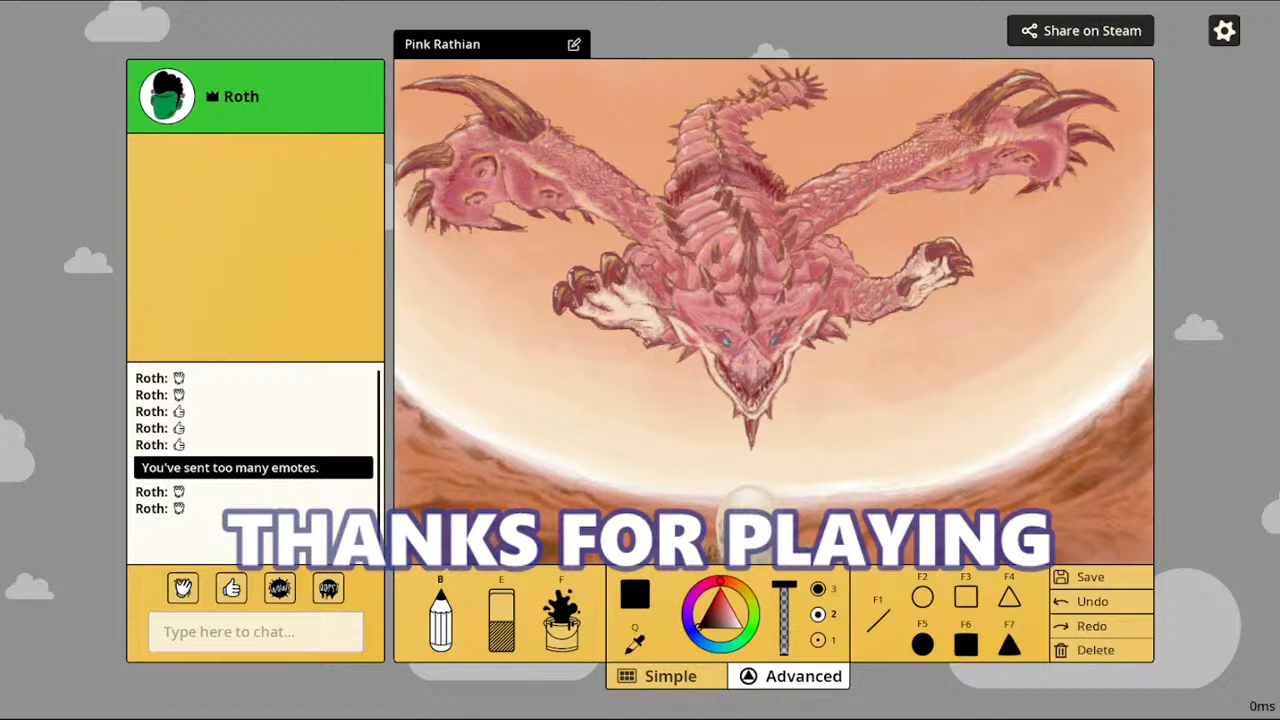 Pink Rathian
Share on Steam
Roth
Roth:
Roth:
Roth:
Roth:
Roth:
You've sent too many emotes.
Roth:
Roth:
THANKS FOR PLAYING
Type here to chat...
B
E
F
Q
3
2
1
F1
F2
F3
F4
F5
F6
F7
Save
Undo
Redo
Delete
Simple
Advanced
0ms